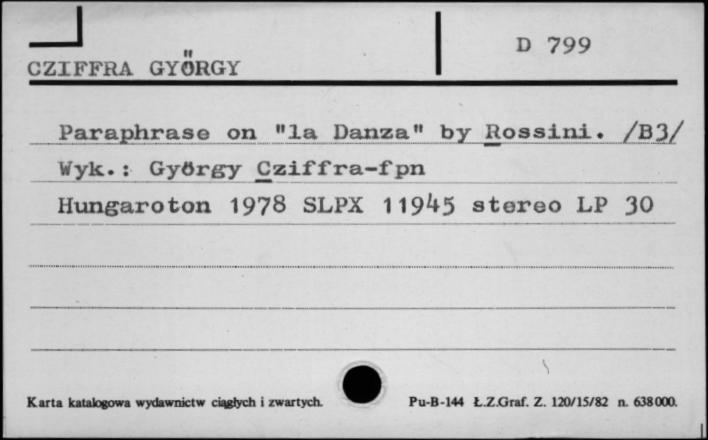 D 799
CZIFFRA GYÖRGY
Paraphrase on "la Danza" by Rossini. /B3/
Wyk.: György Cziffra-fpn
Hungaroton 1978 SLPX 11945 stereo LP 30
Karta katalogowa wydawnictw ciągłych i zwartych. Pu-B-144 Ł.Z.Graf. Z. 120/15/82 n. 638000.